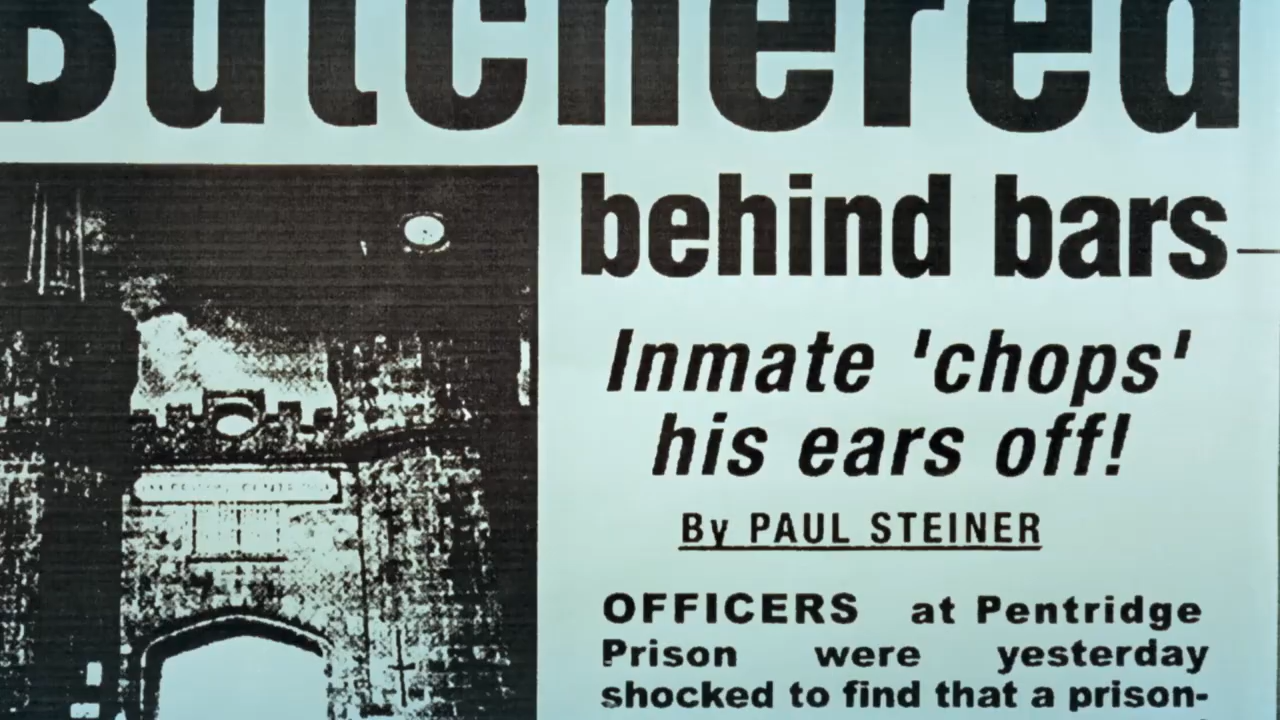 Butchered
behind bars
Inmate 'chops'
his ears off!
By PAUL STEINER
OFFICERS at Pentridge
Prison were yesterday
shocked to find that a prison-